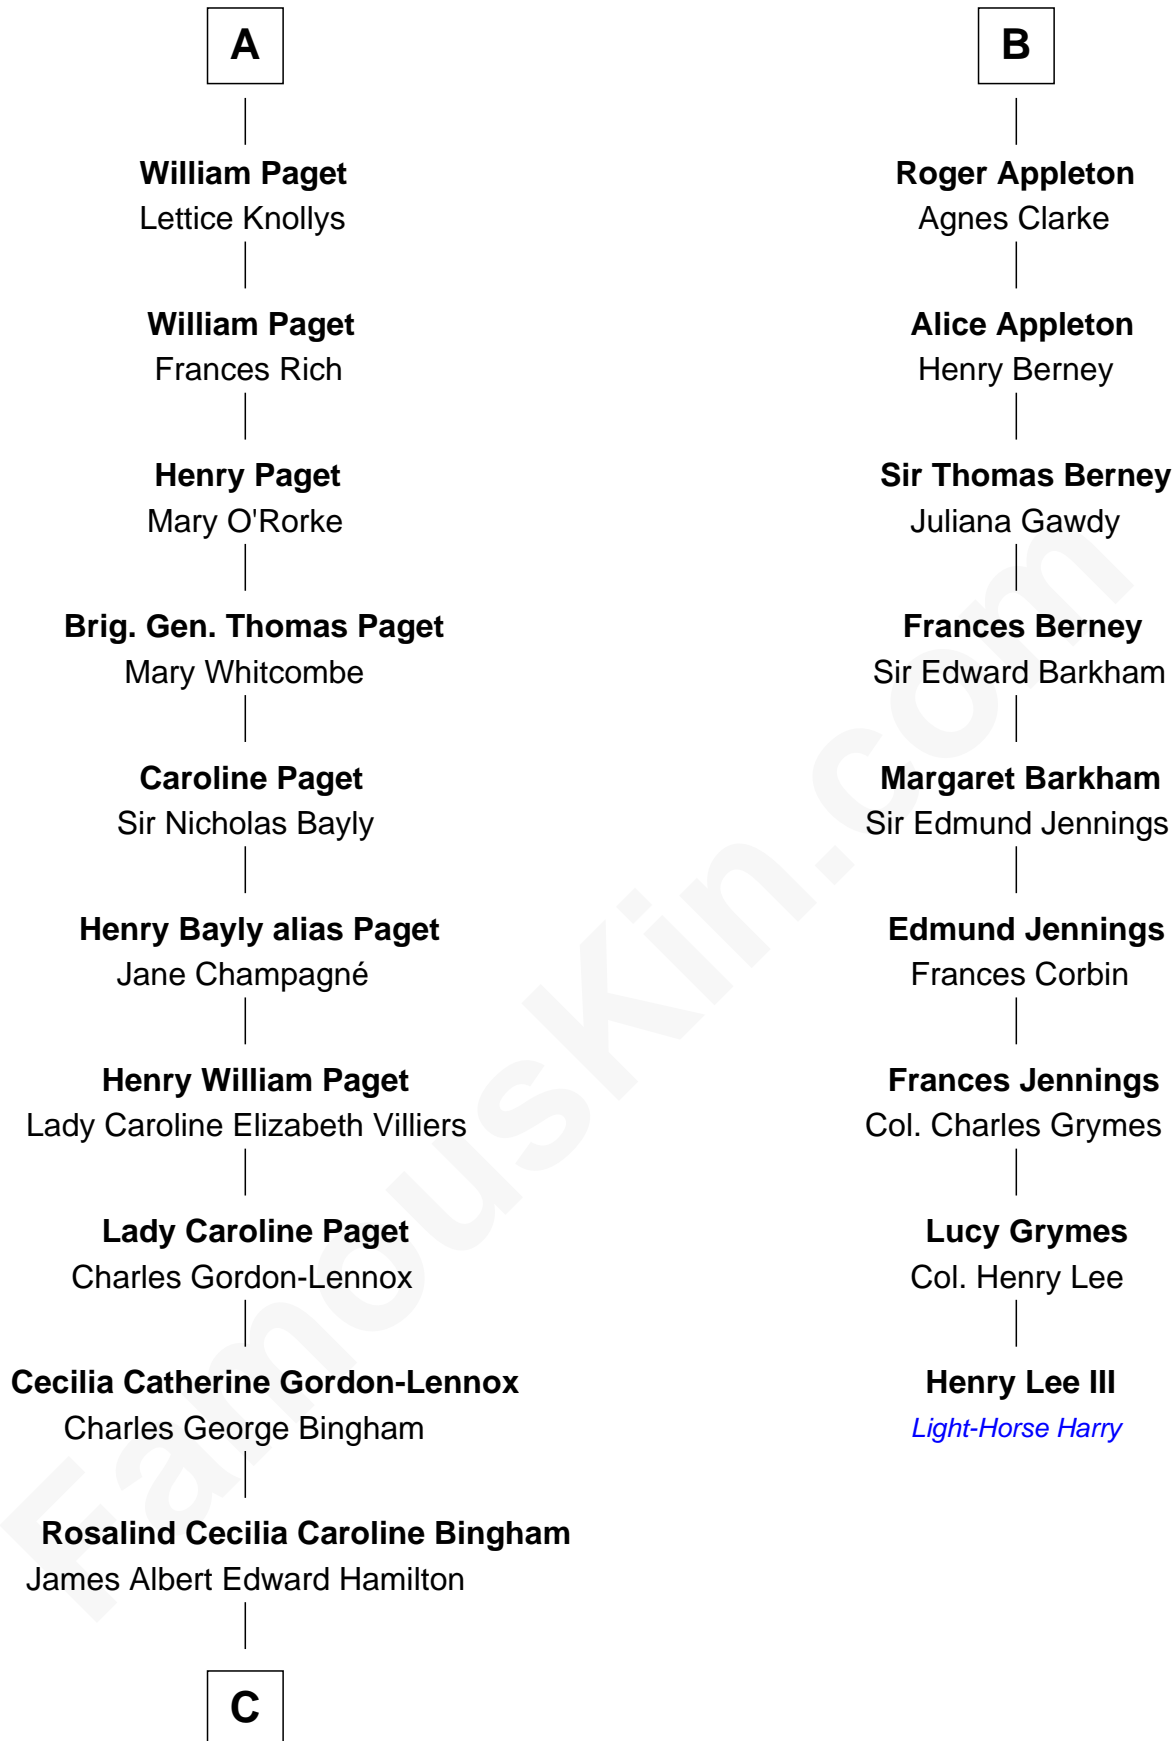 A
William Paget
Lettice Knollys
William Paget
Frances Rich
Henry Paget
Mary O'Rorke
Brig. Gen. Thomas Paget
Mary Whitcombe
Caroline Paget
Sir Nicholas Bayly
Henry Bayly alias Paget
Jane Champagné
Henry William Paget
Lady Caroline Elizabeth Villiers
Lady Caroline Paget
Charles Gordon-Lennox
Cecilia Catherine Gordon-Lennox
Charles George Bingham
Rosalind Cecilia Caroline Bingham
James Albert Edward Hamilton
C
B
Roger Appleton
Agnes Clarke
Alice Appleton
Henry Berney
Sir Thomas Berney
Juliana Gawdy
Frances Berney
Sir Edward Barkham
Margaret Barkham
Sir Edmund Jennings
Edmund Jennings
Frances Corbin
Frances Jennings
Col. Charles Grymes
Lucy Grymes
Col. Henry Lee
Henry Lee III
Light-Horse Harry
FamousKin.com